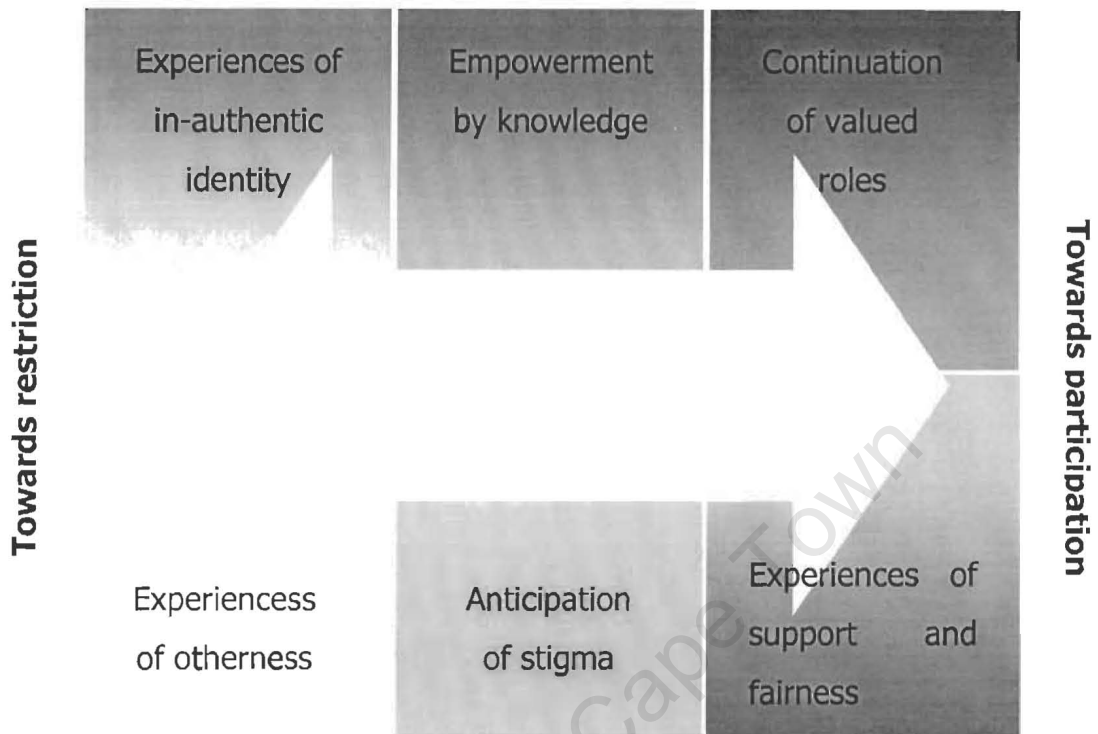 Experiences of
in-authentic
identity
Empowerment
by knowledge
Continuation
of valued
roles
Towards restriction
Towards participation
Experiencess
of otherness
Anticipation
of stigma
Experiences of
support and
fairness
Cape Town